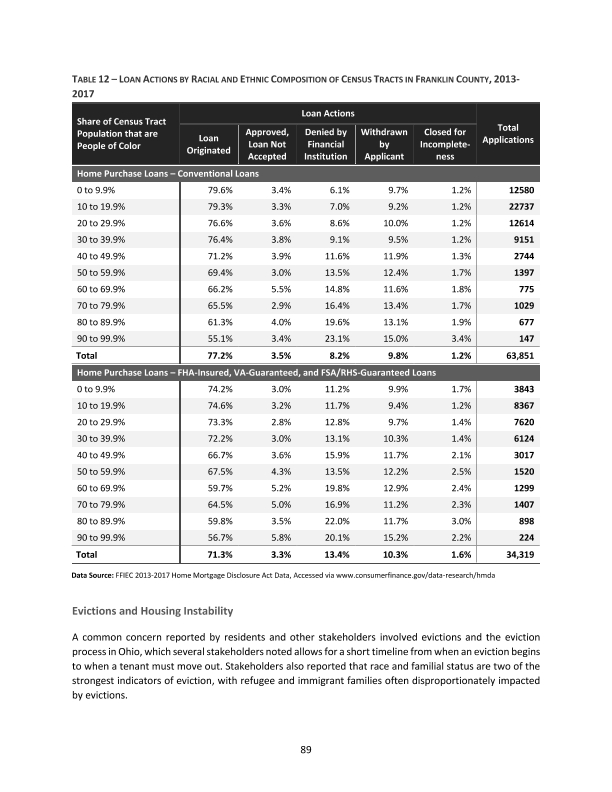 TABLE 12 – LOAN ACTIONS BY RACIAL AND ETHNIC COMPOSITION OF CENSUS TRACTS IN FRANKLIN COUNTY, 2013-
2017
Share of Census Tract
Population that are
People of Color
Loan Actions
Total
Applications
Loan
Originated
Approved,
Loan Not
Accepted
Denied by
Financial
Institution
Withdrawn
by
Applicant
Closed for
Incomplete-
ness
Home Purchase Loans – Conventional Loans
0 to 9.9% 79.6% 3.4% 6.1% 9.7% 1.2% 12580
10 to 19.9% 79.3% 3.3% 7.0% 9.2% 1.2% 22737
20 to 29.9% 76.6% 3.6% 8.6% 10.0% 1.2% 12614
30 to 39.9% 76.4% 3.8% 9.1% 9.5% 1.2% 9151
40 to 49.9% 71.2% 3.9% 11.6% 11.9% 1.3% 2744
50 to 59.9% 69.4% 3.0% 13.5% 12.4% 1.7% 1397
60 to 69.9% 66.2% 5.5% 14.8% 11.6% 1.8% 775
70 to 79.9% 65.5% 2.9% 16.4% 13.4% 1.7% 1029
80 to 89.9% 61.3% 4.0% 19.6% 13.1% 1.9% 677
90 to 99.9% 55.1% 3.4% 23.1% 15.0% 3.4% 147
Total 77.2% 3.5% 8.2% 9.8% 1.2% 63,851
Home Purchase Loans – FHA-Insured, VA-Guaranteed, and FSA/RHS-Guaranteed Loans
0 to 9.9% 74.2% 3.0% 11.2% 9.9% 1.7% 3843
10 to 19.9% 74.6% 3.2% 11.7% 9.4% 1.2% 8367
20 to 29.9% 73.3% 2.8% 12.8% 9.7% 1.4% 7620
30 to 39.9% 72.2% 3.0% 13.1% 10.3% 1.4% 6124
40 to 49.9% 66.7% 3.6% 15.9% 11.7% 2.1% 3017
50 to 59.9% 67.5% 4.3% 13.5% 12.2% 2.5% 1520
60 to 69.9% 59.7% 5.2% 19.8% 12.9% 2.4% 1299
70 to 79.9% 64.5% 5.0% 16.9% 11.2% 2.3% 1407
80 to 89.9% 59.8% 3.5% 22.0% 11.7% 3.0% 898
90 to 99.9% 56.7% 5.8% 20.1% 15.2% 2.2% 224
Total 71.3% 3.3% 13.4% 10.3% 1.6% 34,319
Data Source: FFIEC 2013-2017 Home Mortgage Disclosure Act Data, Accessed via www.consumerfinance.gov/data-research/hmda
Evictions and Housing Instability
A common concern reported by residents and other stakeholders involved evictions and the eviction
process in Ohio, which several stakeholders noted allows for a short timeline from when an eviction begins
to when a tenant must move out. Stakeholders also reported that race and familial status are two of the
strongest indicators of eviction, with refugee and immigrant families often disproportionately impacted
by evictions.
89